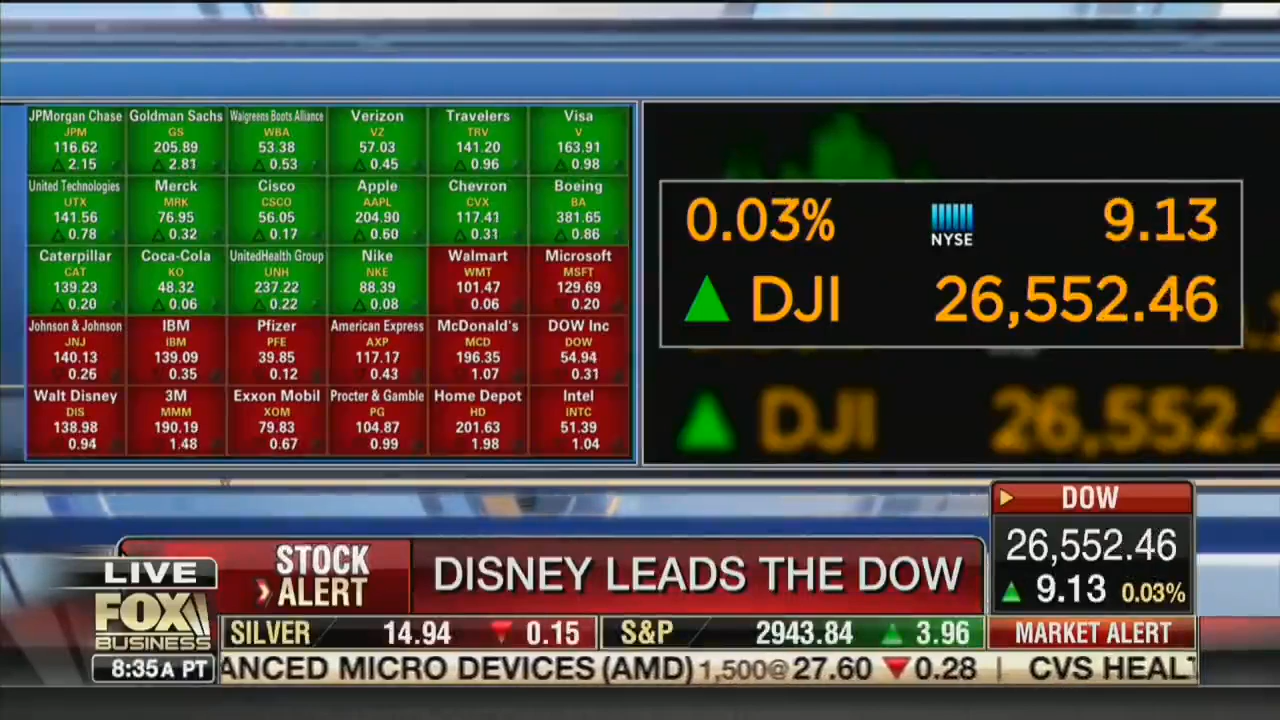 JPMorgan Chase Goldman Sachs Walgreens Boots Alliance Verizon Travelers Visa
JPM GS WBA VZ TRV V
116.62 205.89 53.38 57.03 141.20 163.91
△ 2.15 △ 2.81 △ 0.53 △ 0.45 △ 0.96 △ 0.98
United Technologies Merck Cisco Apple Chevron Boeing
UTX MRK CSCO AAPL CVX BA
141.56 76.95 56.05 204.90 117.41 381.65
△ 0.78 △ 0.32 △ 0.17 △ 0.60 △ 0.31 △ 0.86
Caterpillar Coca-Cola UnitedHealth Group Nike Walmart Microsoft
CAT KO UNH NKE WMT MSFT
139.23 48.32 237.22 88.39 101.47 129.69
△ 0.20 △ 0.06 △ 0.22 △ 0.08 0.06 0.20
Johnson & Johnson IBM Pfizer American Express McDonald's DOW Inc
JNJ IBM PFE AXP MCD DOW
140.13 139.09 39.85 117.17 196.35 54.94
0.26 0.35 0.12 0.43 1.07 0.31
Walt Disney 3M Exxon Mobil Procter & Gamble Home Depot Intel
DIS MMM XOM PG HD INTC
138.98 190.19 79.83 104.87 201.63 51.39
0.94 1.48 0.67 0.99 1.98 1.04
0.03% NYSE 9.13
▲ DJI 26,552.46
▲ DJI 26,552.4
DOW
26,552.46
▲ 9.13 0.03%
MARKET ALERT
STOCK
ALERT
DISNEY LEADS THE DOW
LIVE
FOX
BUSINESS
8:35A PT
SILVER 14.94 ▼ 0.15 S&P 2943.84 ▲ 3.96
ANCED MICRO DEVICES (AMD) 1,500@27.60 ▼0.28 | CVS HEAL